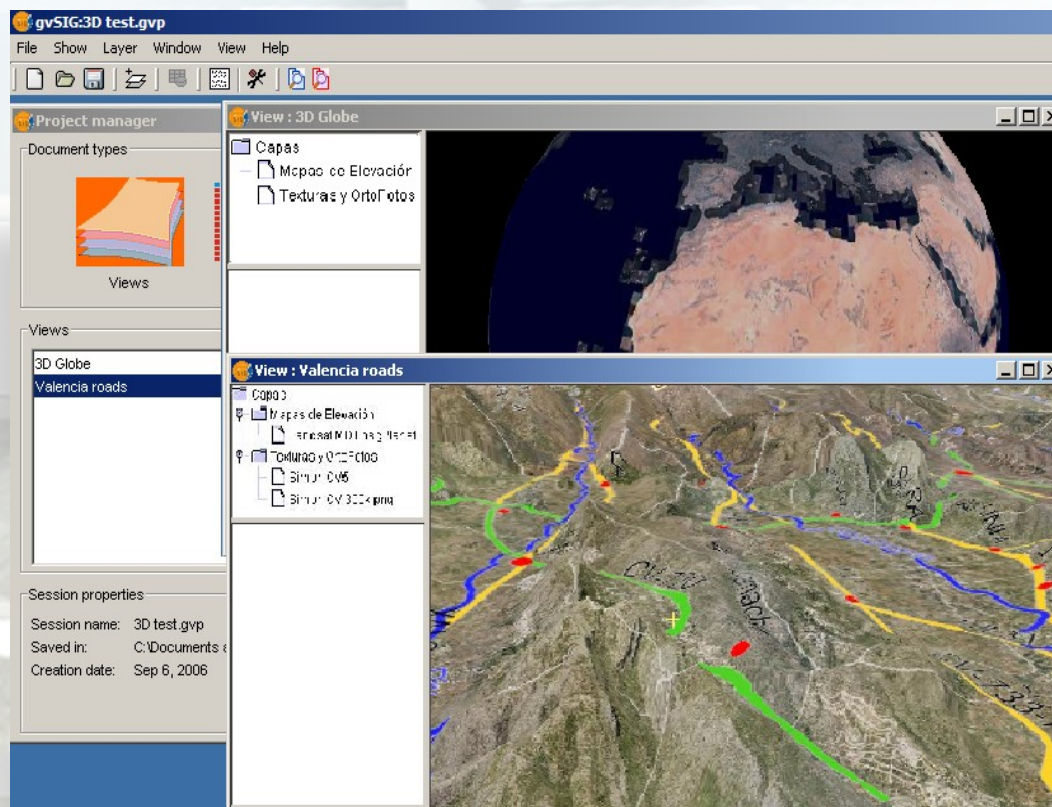 gvSIG:3D test.gvp
File Show Layer Window View Help
Project manager
Document types
Views
Views
3D Globe
Valencia roads
Session properties
Session name: 3D test.gvp
Saved in: C:\Documents a
Creation date: Sep 6, 2006
View : 3D Globe
Capas
Mapas de Elevación
Texturas y OrtoFotos
View : Valencia roads
Capas
Mapas de Elevación
Texturas y OrtoFotos